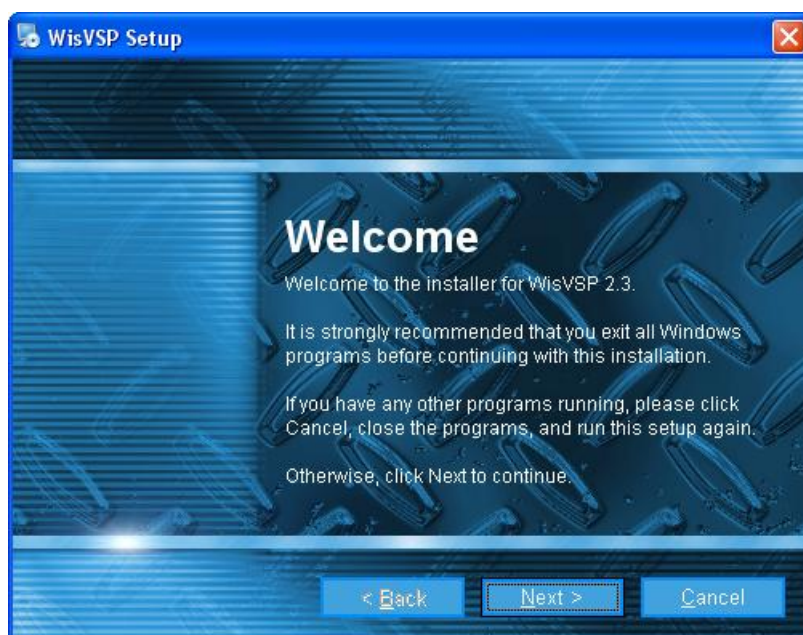 WisVSP Setup
Welcome
Welcome to the installer for WisVSP 2.3.
It is strongly recommended that you exit all Windows
programs before continuing with this installation.
If you have any other programs running, please click
Cancel, close the programs, and run this setup again.
Otherwise, click Next to continue.
< Back Next > Cancel